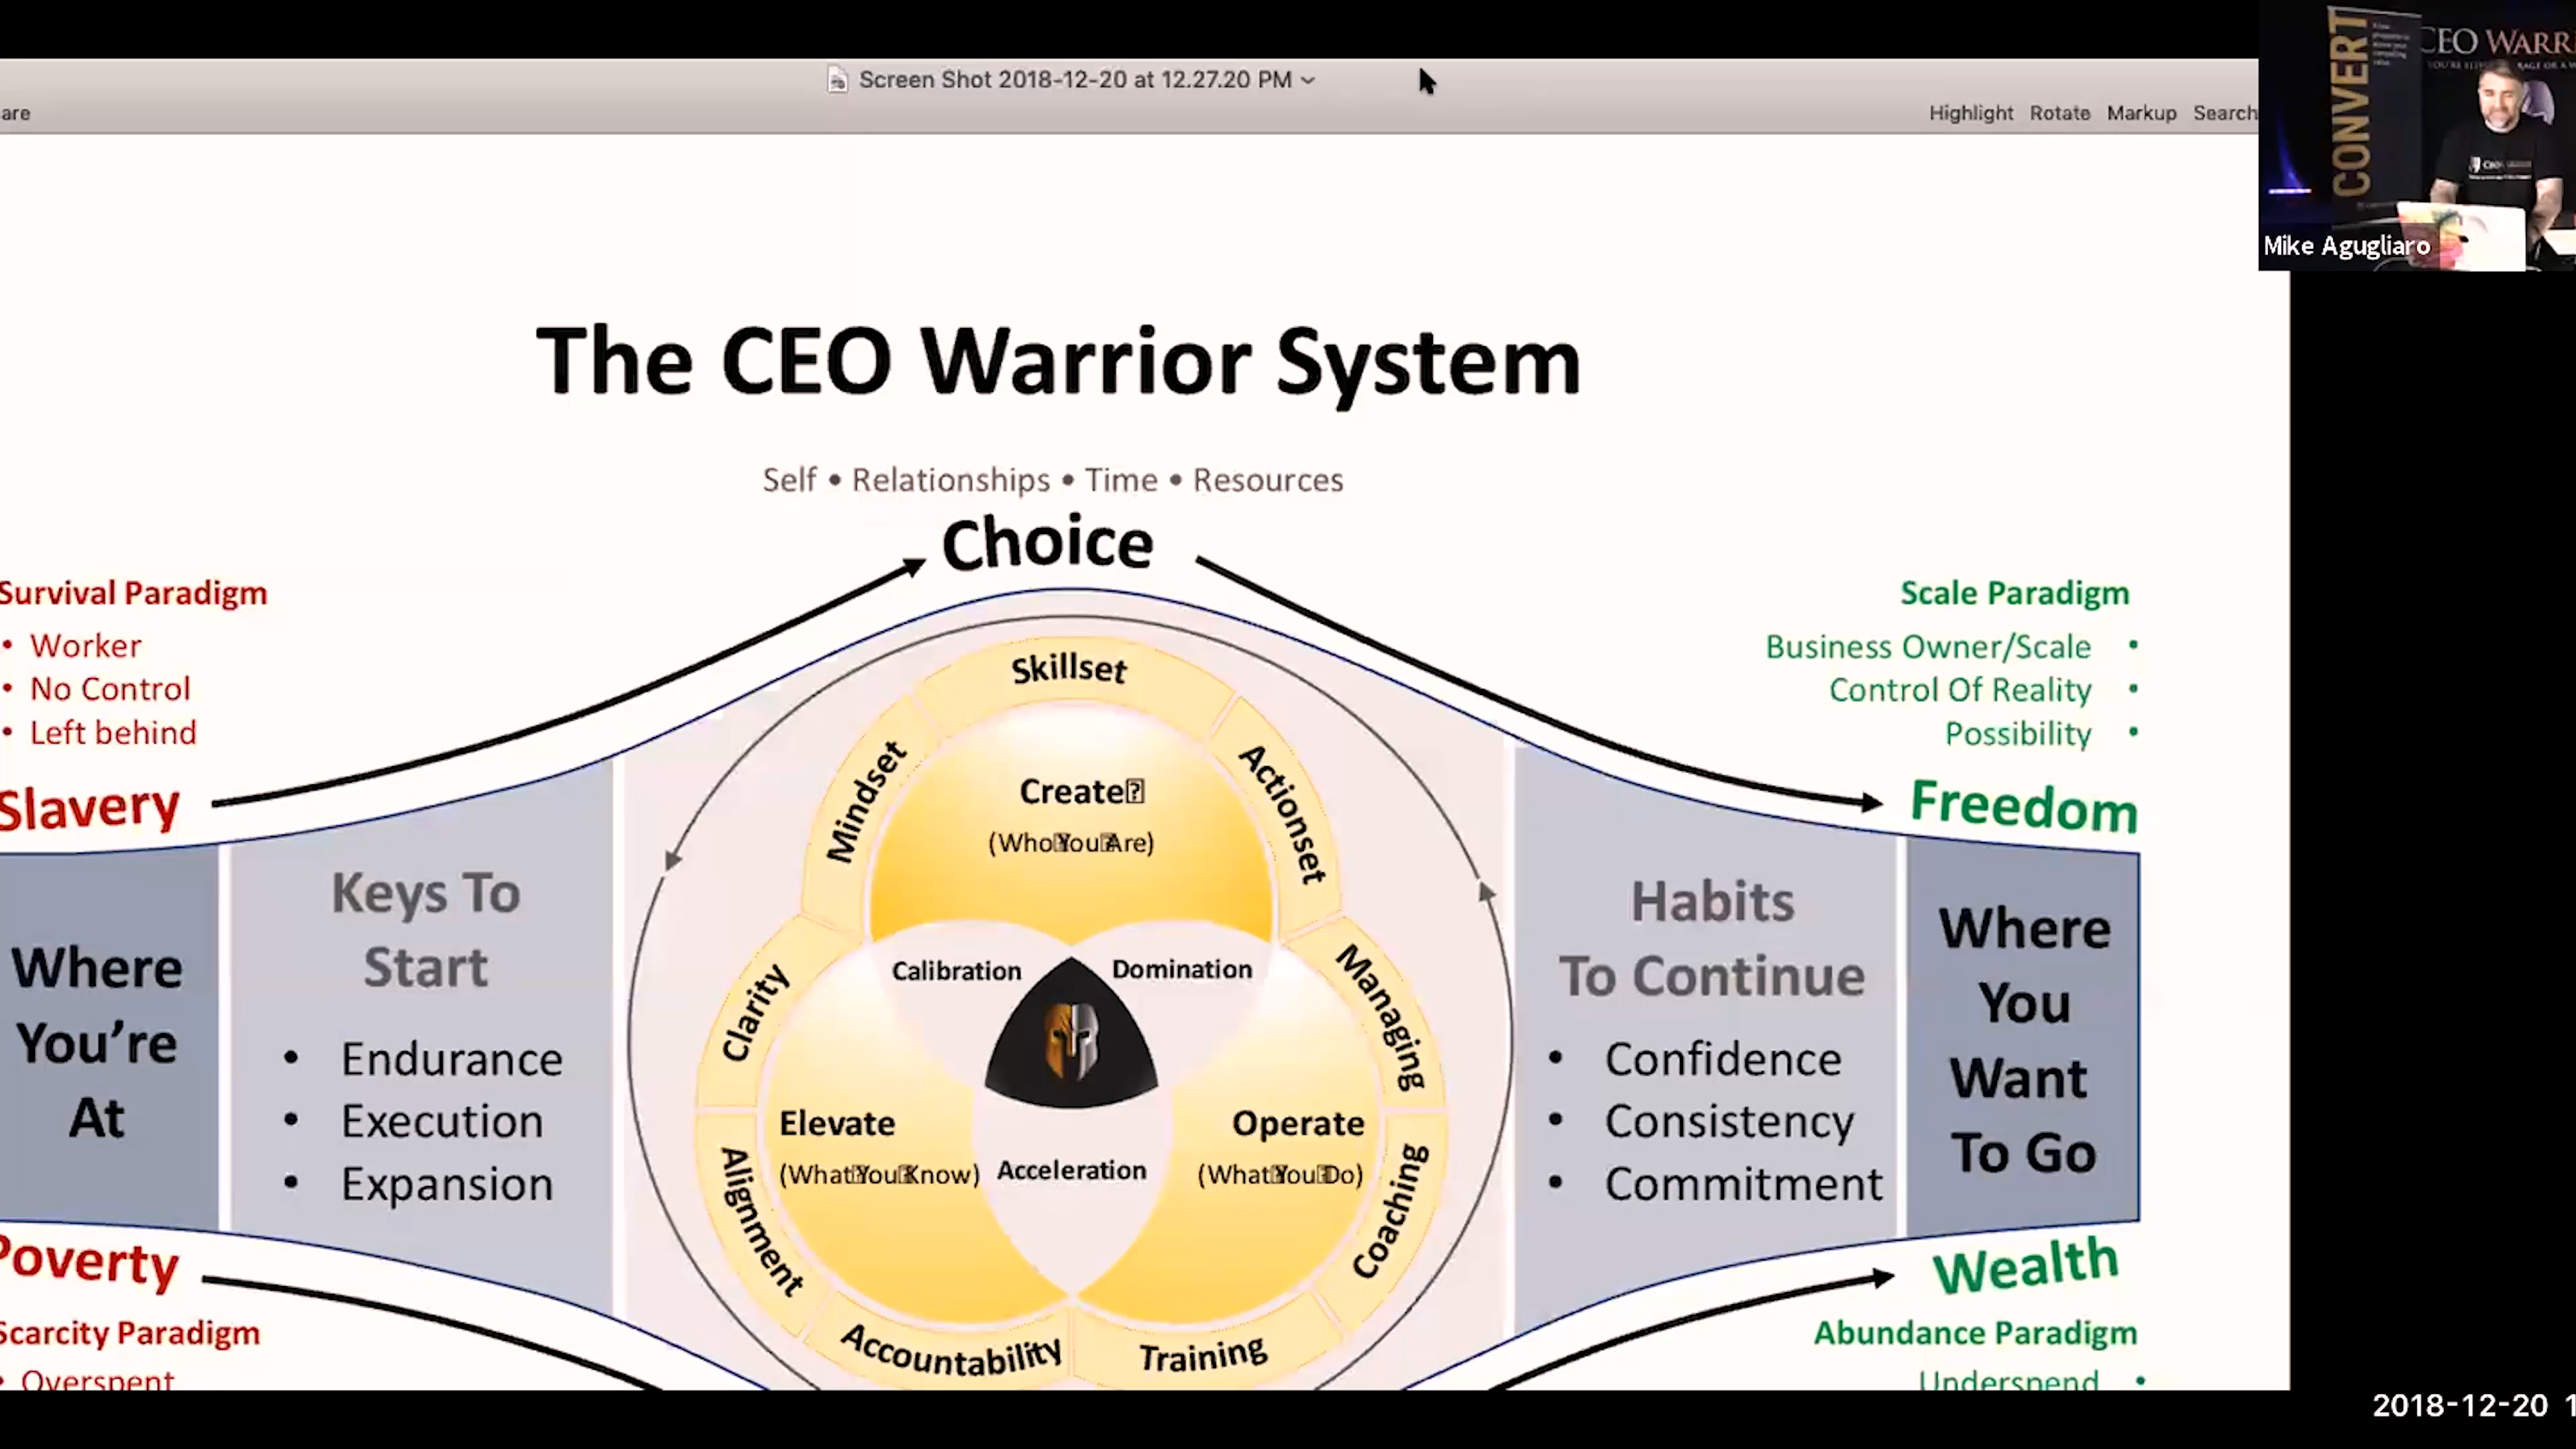 Screen Shot 2018-12-20 at 12.27.20 PM
are
Highlight Rotate Markup Search
CONVERT
CEO WARRI
Mike Agugliaro
The CEO Warrior System
Self • Relationships • Time • Resources
Choice
Survival Paradigm
• Worker
• No Control
• Left behind
Slavery
Scale Paradigm
Business Owner/Scale •
Control Of Reality •
Possibility •
Freedom
Where
You're
At
Keys To
Start
• Endurance
• Execution
• Expansion
Skillset
Mindset
Actionset
Create
(Who You Are)
Clarity
Calibration
Domination
Managing
Elevate
(What You Know)
Acceleration
Operate
(What You Do)
Alignment
Coaching
Accountability
Training
Habits
To Continue
• Confidence
• Consistency
• Commitment
Where
You
Want
To Go
Poverty
Scarcity Paradigm
• Overspent
Wealth
Abundance Paradigm
Underspend •
2018-12-20 1